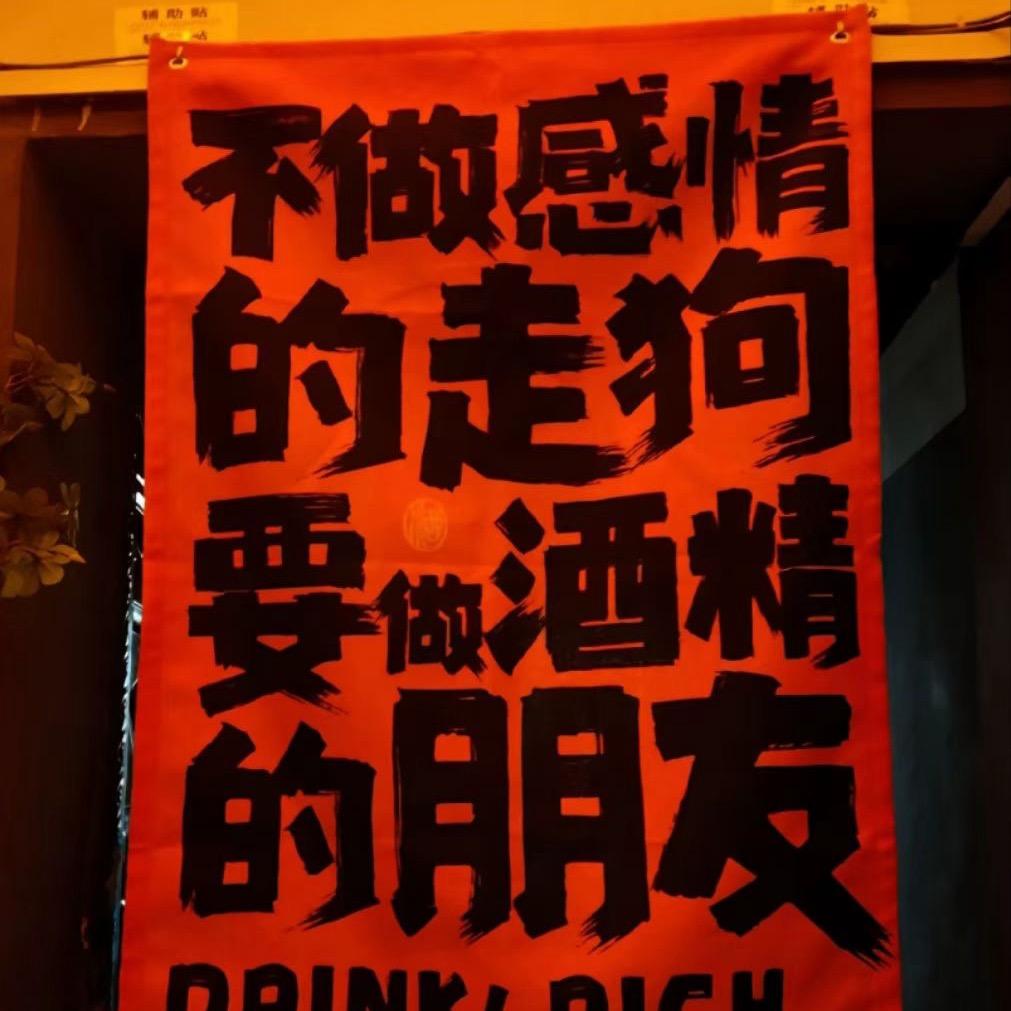 不做感情
的走狗
要做酒精
的朋友